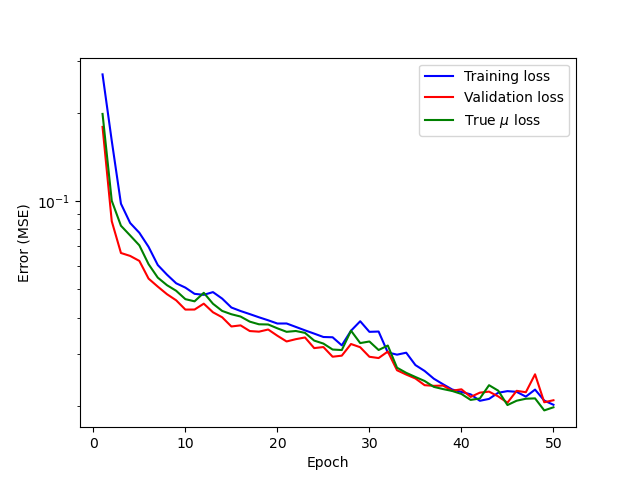 Training loss
Validation loss
True μ loss
10⁻¹
Error (MSE)
0 10 20 30 40 50
Epoch